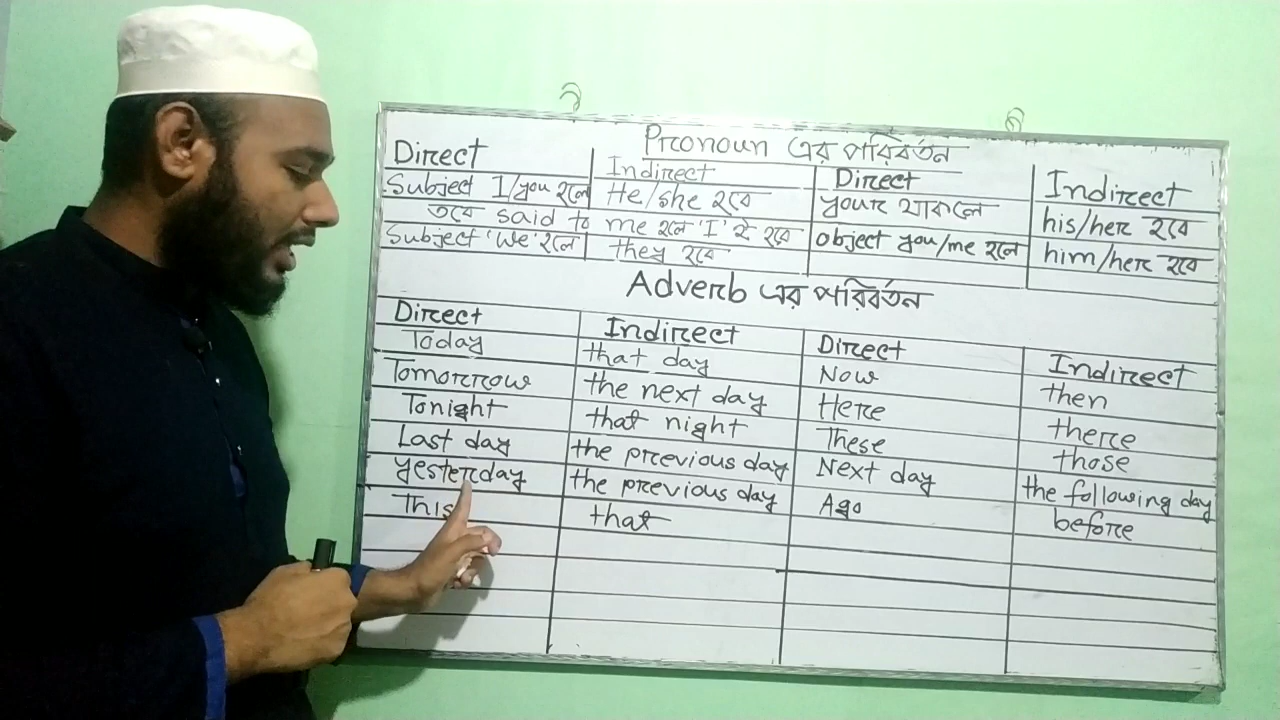 Pronoun এর পরিবর্তন
Direct Indirect Direct Indirect
Subject I/you হলে He/she হবে your থাকলে his/her হবে
তবে said to me হলে 'I' ই হবে
Subject 'We' হলে they হবে object you/me হলে him/her হবে
Adverb এর পরিবর্তন
Direct Indirect Direct Indirect
Today that day Now then
Tomorrow the next day Here there
Tonight that night These those
Last day the previous day Next day the following day
yesterday the previous day Ago before
This that